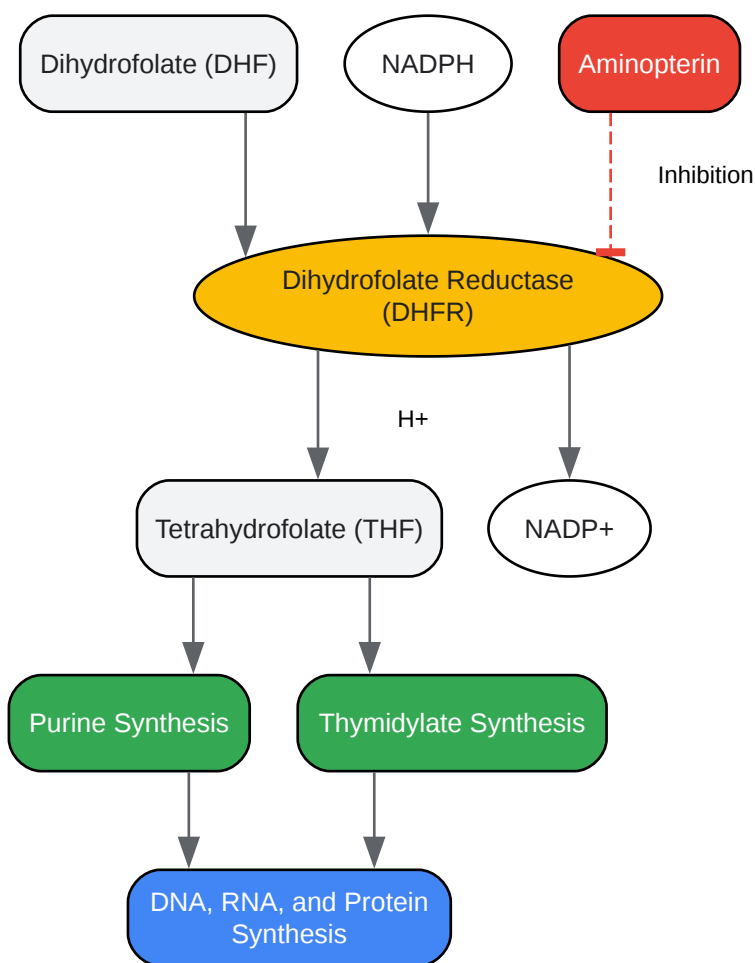 Dihydrofolate (DHF)
NADPH
Aminopterin
Inhibition
Dihydrofolate Reductase
(DHFR)
H+
Tetrahydrofolate (THF)
NADP+
Purine Synthesis
Thymidylate Synthesis
DNA, RNA, and Protein
Synthesis